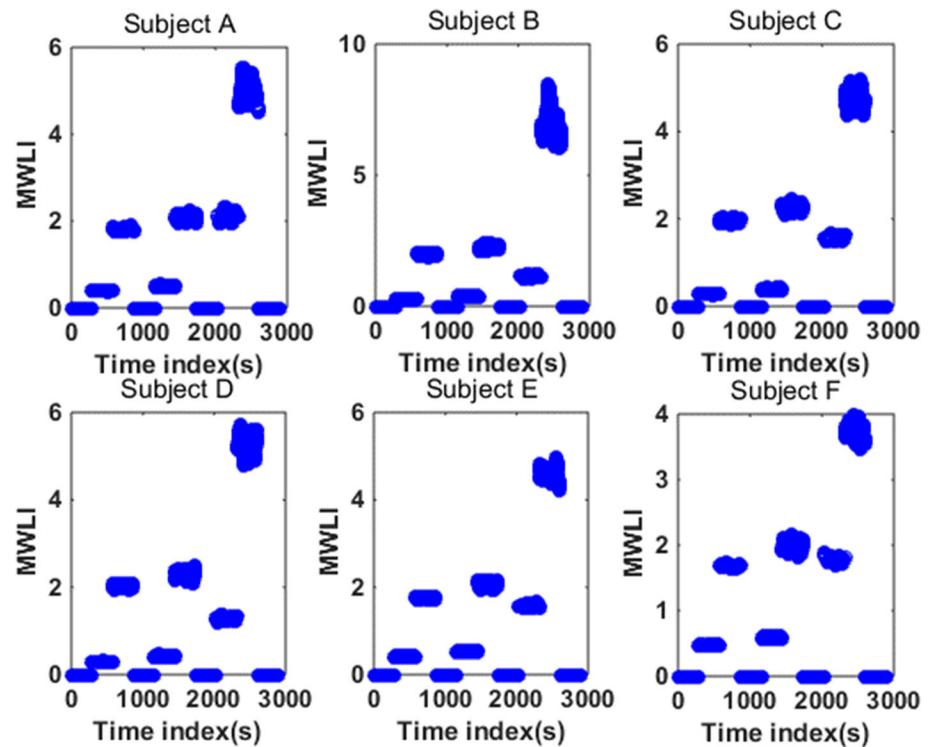 Subject A
Subject B
Subject C
6
4
2
0
MWLI
0 1000 2000 3000
Time index(s)
10
5
0
MWLI
0 1000 2000 3000
Time index(s)
6
4
2
0
MWLI
0 1000 2000 3000
Time index(s)
Subject D
Subject E
Subject F
6
4
2
0
MWLI
0 1000 2000 3000
Time index(s)
6
4
2
0
MWLI
0 1000 2000 3000
Time index(s)
4
3
2
1
0
MWLI
0 1000 2000 3000
Time index(s)